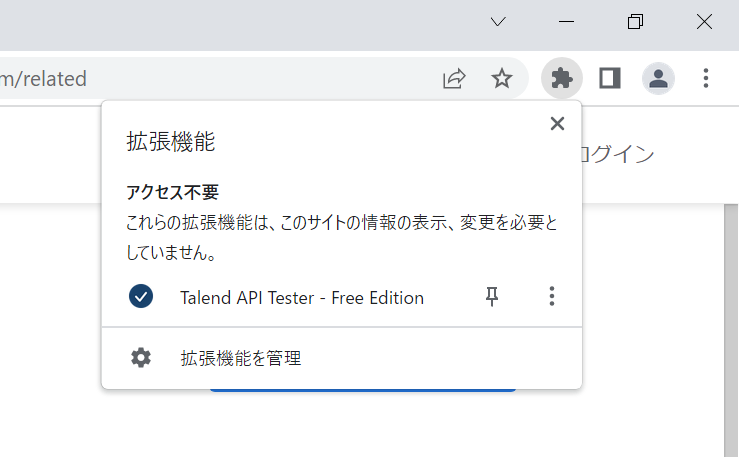 m/related
拡張機能
グイン
アクセス不要
これらの拡張機能は、このサイトの情報の表示、変更を必要と
していません。
Talend API Tester - Free Edition
拡張機能を管理